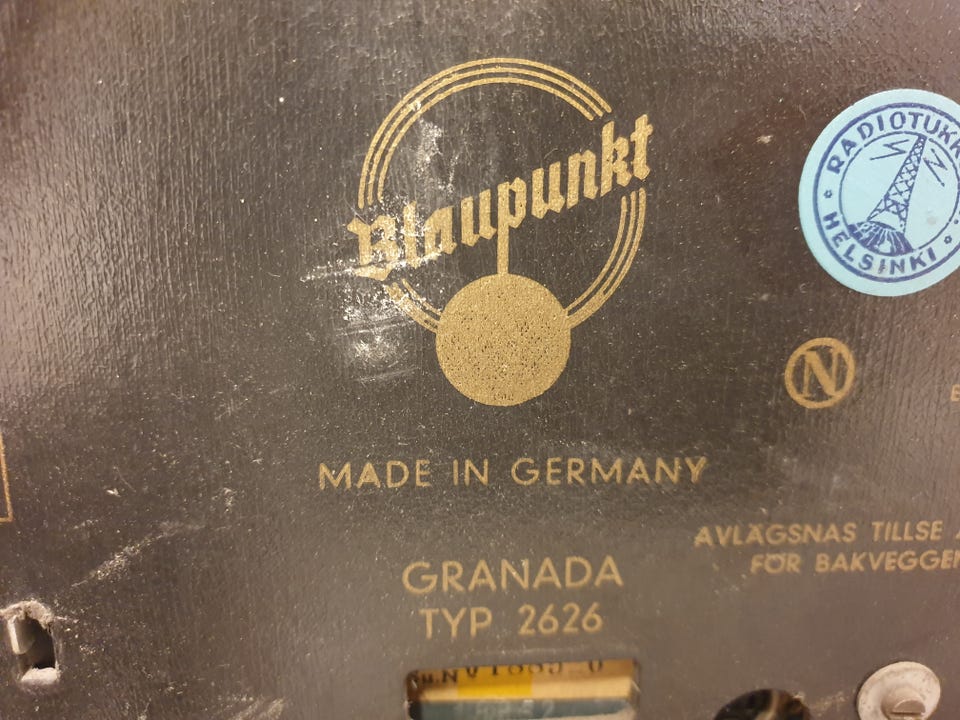 Blaupunkt
RADIOTUKK
HELSINKI
N
MADE IN GERMANY
AVLÄGSNAS TILLSE
FÖR BAKVEGGEN
GRANADA
TYP 2626